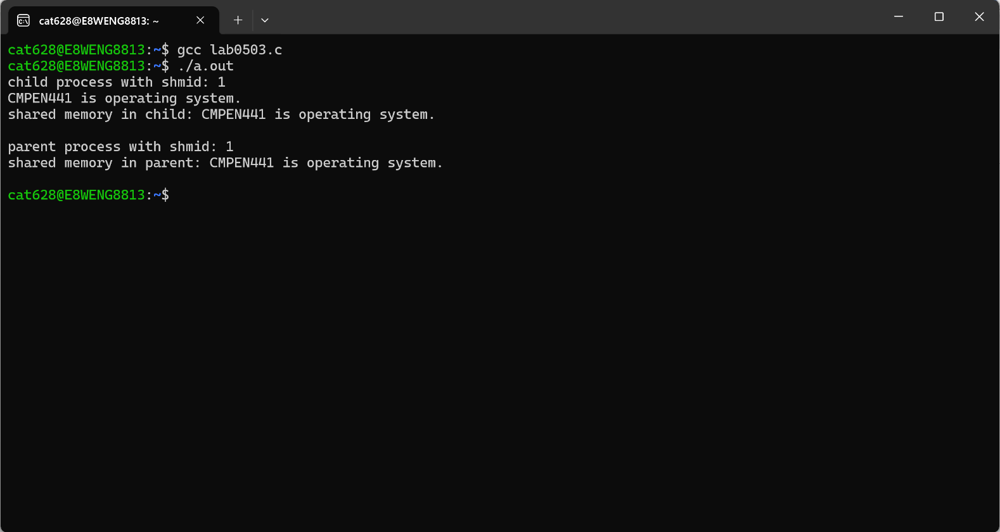 cat628@E8WENG8813: ~
cat628@E8WENG8813:~$ gcc lab0503.c
cat628@E8WENG8813:~$ ./a.out
child process with shmid: 1
CMPEN441 is operating system.
shared memory in child: CMPEN441 is operating system.
parent process with shmid: 1
shared memory in parent: CMPEN441 is operating system.
cat628@E8WENG8813:~$